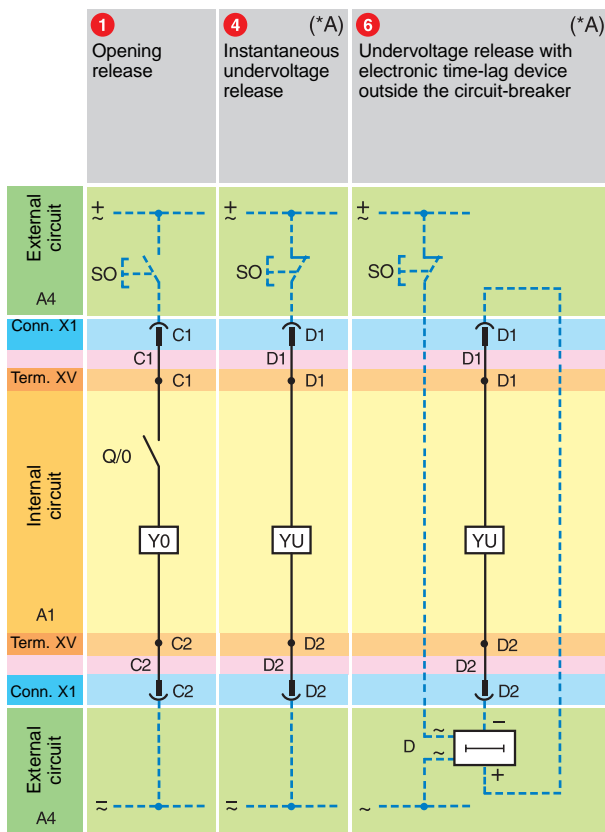 1
Opening
release
4 (*A)
Instantaneous
undervoltage
release
6 (*A)
Undervoltage release with
electronic time-lag device
outside the circuit-breaker
External
circuit
A4
+
~
SO
+
~
SO
+
~
SO
Conn. X1
C1
D1
D1
C1
D1
D1
Term. XV
C1
D1
D1
Internal
circuit
A1
Q/0
Y0
YU
YU
Term. XV
C2
D2
D2
C2
D2
D2
Conn. X1
C2
D2
D2
External
circuit
A4
D
~
~
−
+
=
~
=
~
~